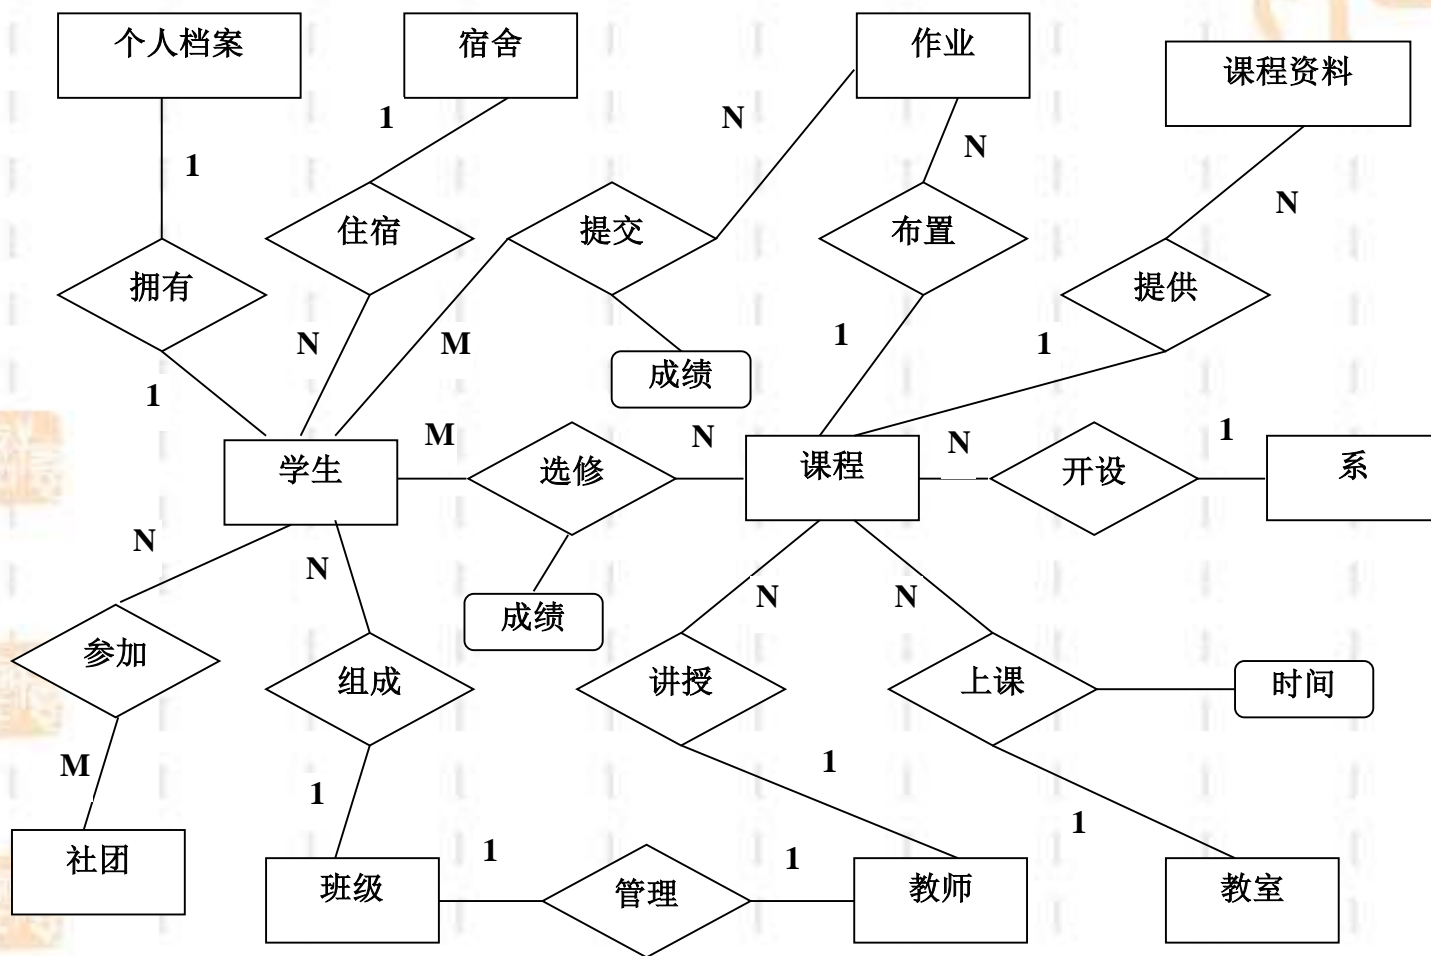 个人档案
宿舍
作业
课程资料
1
N
N
1
N
住宿
提交
布置
拥有
提供
N
M
1
1
成绩
1
M
N
N
1
学生
选修
课程
开设
系
N
N
N
N
成绩
参加
组成
讲授
上课
时间
M
1
1
1
社团
1
1
班级
管理
教师
教室